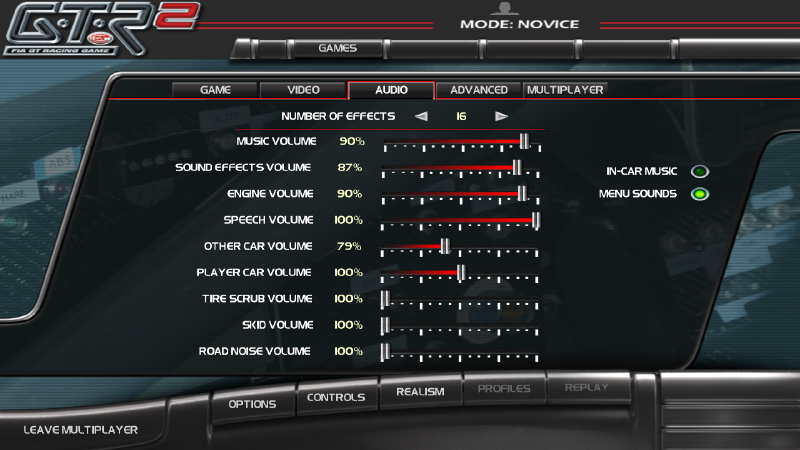 GTR2
FIA GT RACING GAME
MODE: NOVICE
GAMES
GAME VIDEO AUDIO ADVANCED MULTIPLAYER
NUMBER OF EFFECTS 16
MUSIC VOLUME 90%
SOUND EFFECTS VOLUME 87%
IN-CAR MUSIC
ENGINE VOLUME 90%
MENU SOUNDS
SPEECH VOLUME 100%
OTHER CAR VOLUME 79%
PLAYER CAR VOLUME 100%
TIRE SCRUB VOLUME 100%
SKID VOLUME 100%
ROAD NOISE VOLUME 100%
LEAVE MULTIPLAYER
OPTIONS CONTROLS REALISM PROFILES REPLAY
ABS